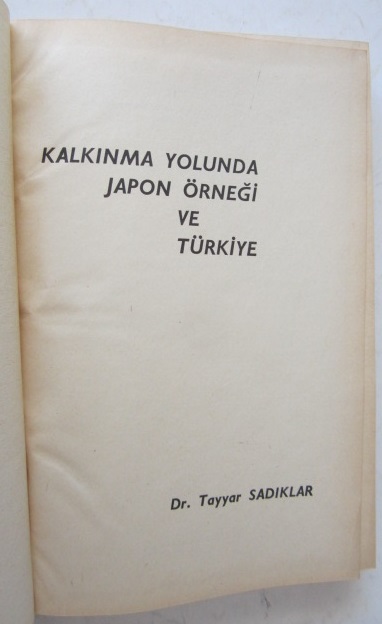 KALKINMA YOLUNDA
JAPON ÖRNEĞİ
VE
TÜRKİYE
Dr. Tayyar SADIKLAR